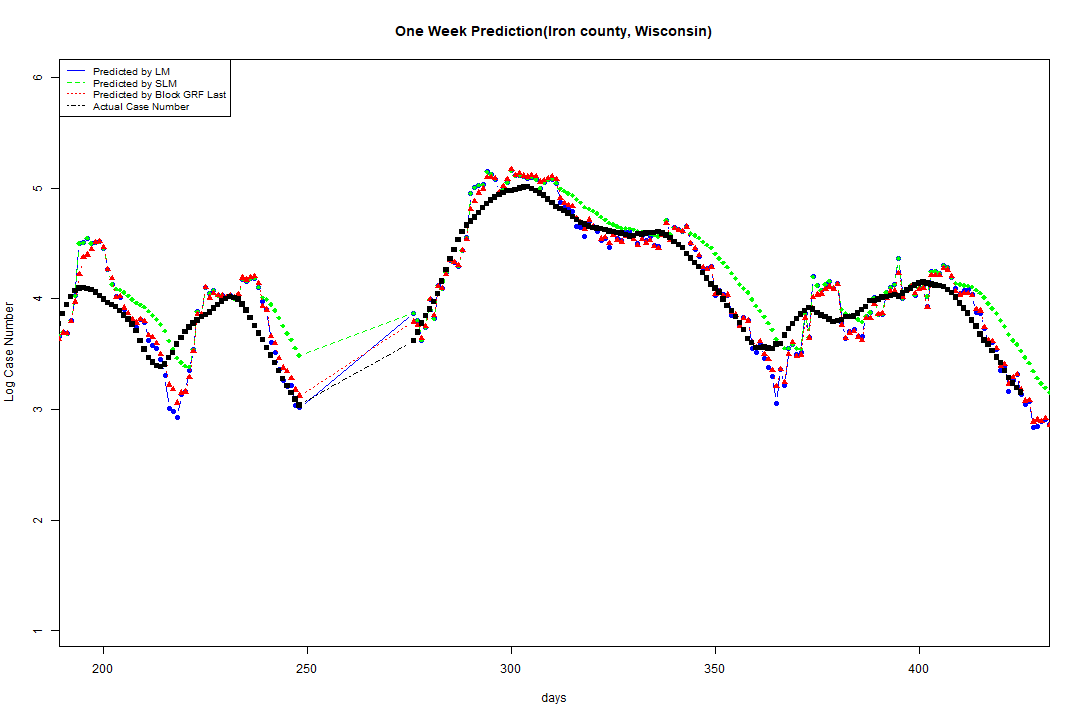 One Week Prediction(Iron county, Wisconsin)
Predicted by LM
Predicted by SLM
Predicted by Block GRF Last
Actual Case Number
6
5
4
3
2
1
Log Case Number
200 250 300 350 400
days